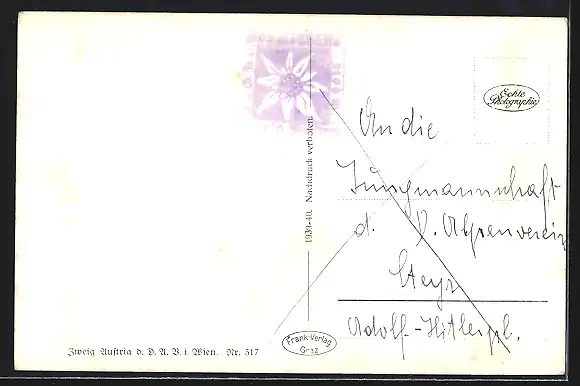 Echte
Photographie
An die
Jungmannschaft
d. D. Alpenverein
Steyr
Adolf-Hitlerpl.
1939-40. Nachdruck verboten.
Frank-Verlag
Graz
Zweig Austria d. D. A. V. i. Wien. Nr. 517